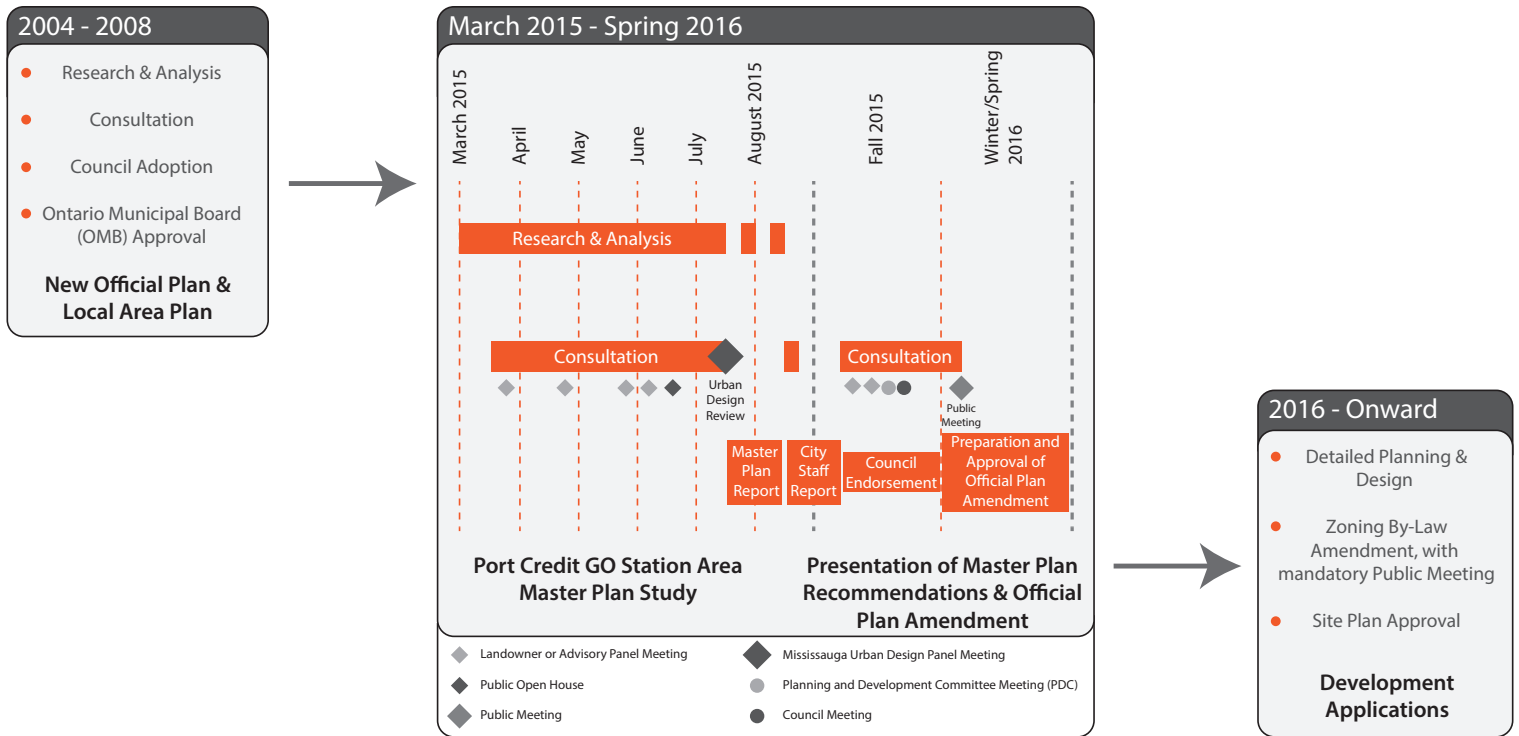 2004 - 2008
Research & Analysis
Consultation
Council Adoption
Ontario Municipal Board
(OMB) Approval
New Official Plan &
Local Area Plan
March 2015 - Spring 2016
March 2015
April
May
June
July
August 2015
Fall 2015
Winter/Spring
2016
Research & Analysis
Consultation
Urban
Design
Review
Consultation
Public
Meeting
Master
Plan
Report
City
Staff
Report
Council
Endorsement
Preparation and
Approval of
Official Plan
Amendment
Port Credit GO Station Area
Master Plan Study
Presentation of Master Plan
Recommendations & Official
Plan Amendment
Landowner or Advisory Panel Meeting
Public Open House
Public Meeting
Mississauga Urban Design Panel Meeting
Planning and Development Committee Meeting (PDC)
Council Meeting
2016 - Onward
Detailed Planning &
Design
Zoning By-Law
Amendment, with
mandatory Public Meeting
Site Plan Approval
Development
Applications